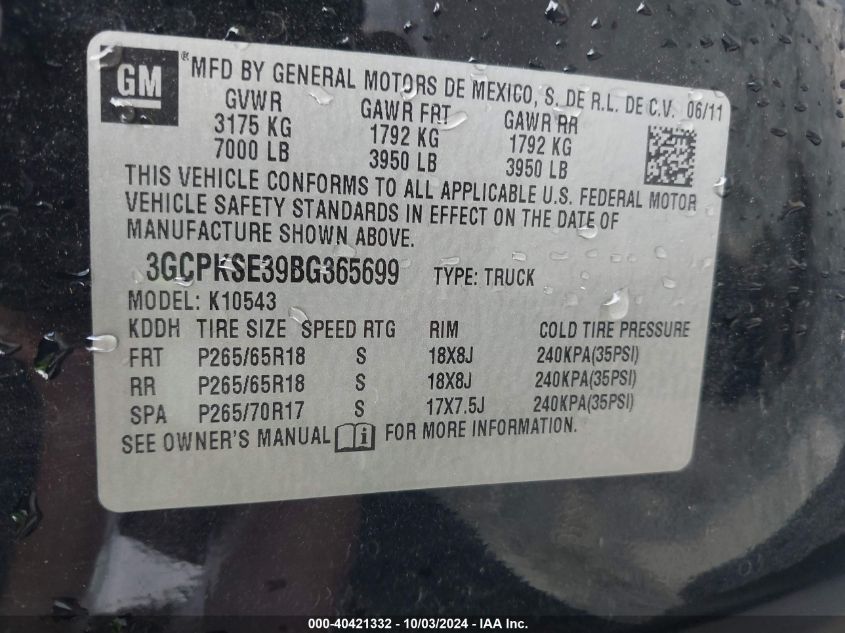 GM ® MFD BY GENERAL MOTORS DE MEXICO, S. DE R.L. DE C.V. 06/11
GVWR GAWR FRT GAWR RR
3175 KG 1792 KG 1792 KG
7000 LB 3950 LB 3950 LB
THIS VEHICLE CONFORMS TO ALL APPLICABLE U.S. FEDERAL MOTOR
VEHICLE SAFETY STANDARDS IN EFFECT ON THE DATE OF
MANUFACTURE SHOWN ABOVE.
3GCPKSE39BG365699 TYPE: TRUCK
MODEL: K10543
KDDH TIRE SIZE SPEED RTG RIM COLD TIRE PRESSURE
FRT P265/65R18 S 18X8J 240KPA(35PSI)
RR P265/65R18 S 18X8J 240KPA(35PSI)
SPA P265/70R17 S 17X7.5J 240KPA(35PSI)
SEE OWNER'S MANUAL i FOR MORE INFORMATION.
000-40421332 - 10/03/2024 - IAA Inc.